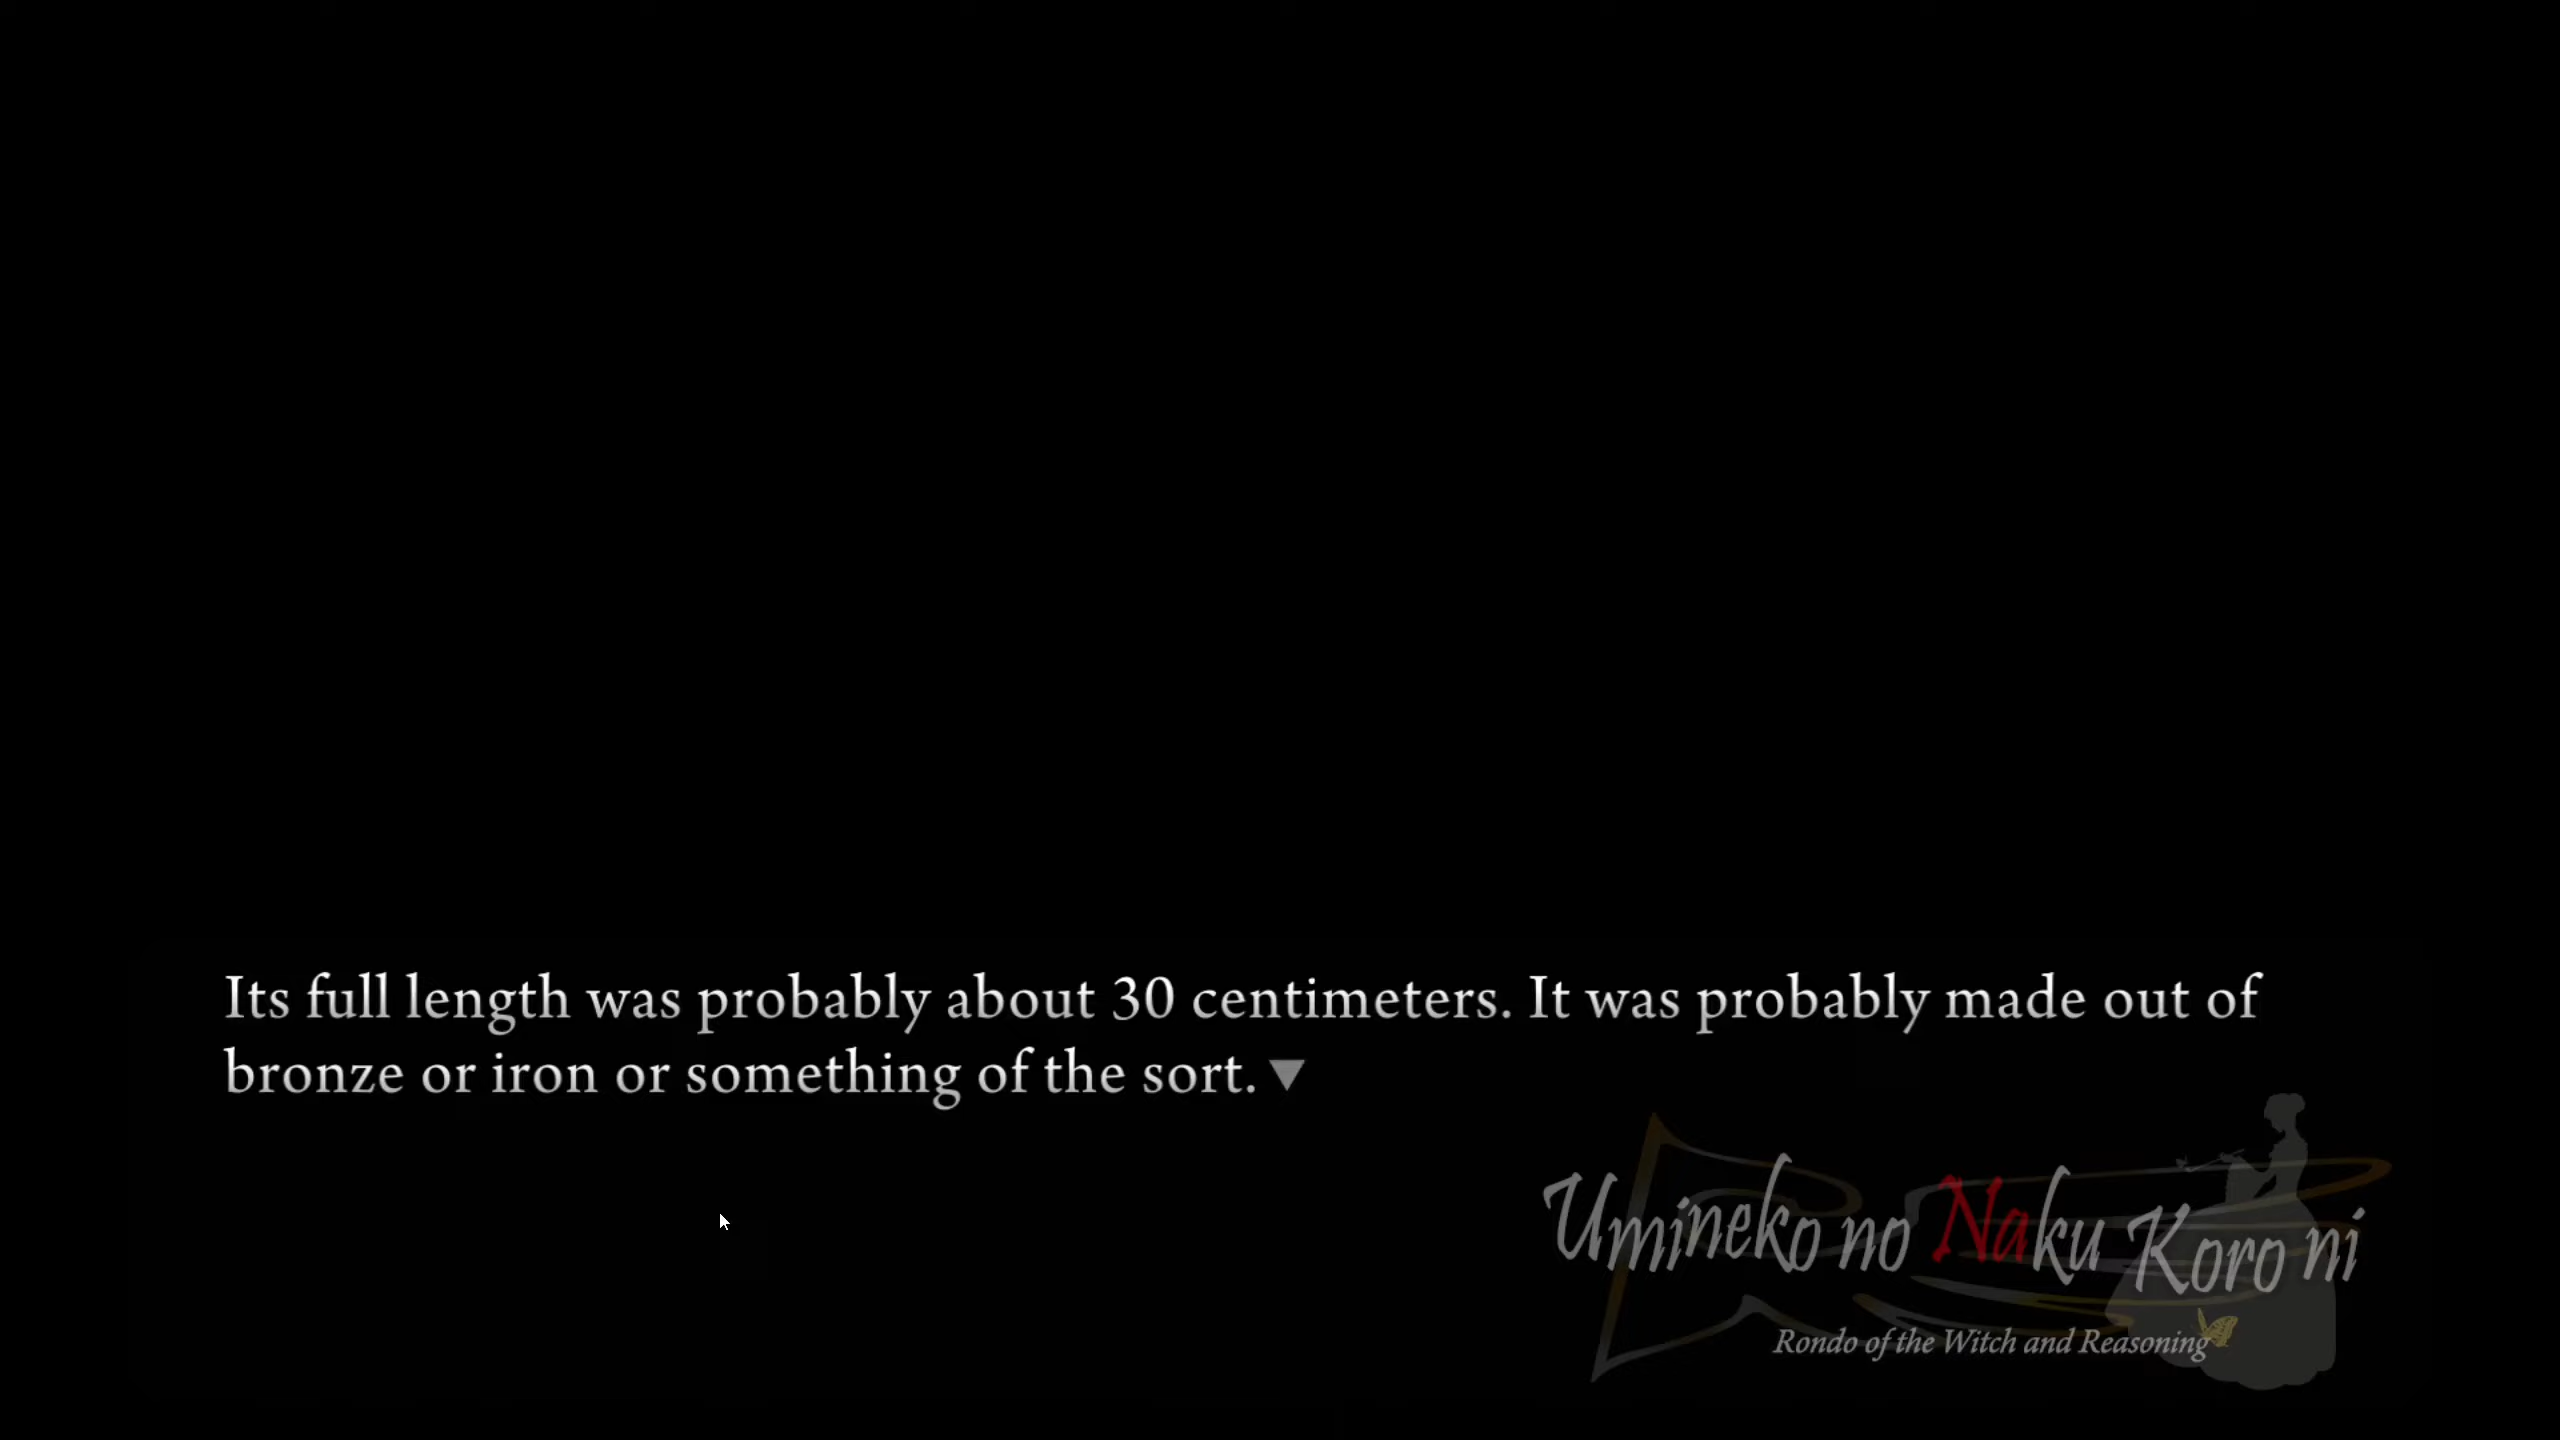 Its full length was probably about 30 centimeters. It was probably made out of
bronze or iron or something of the sort.
Umineko no Naku Koro ni
Rondo of the Witch and Reasoning